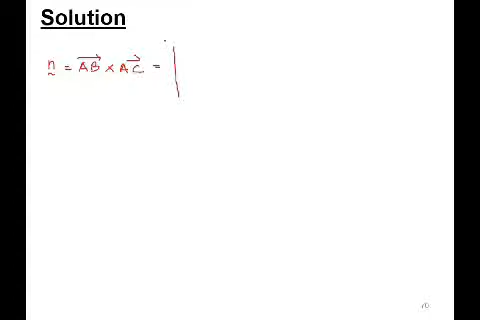 Solution
n = AB × AC = |